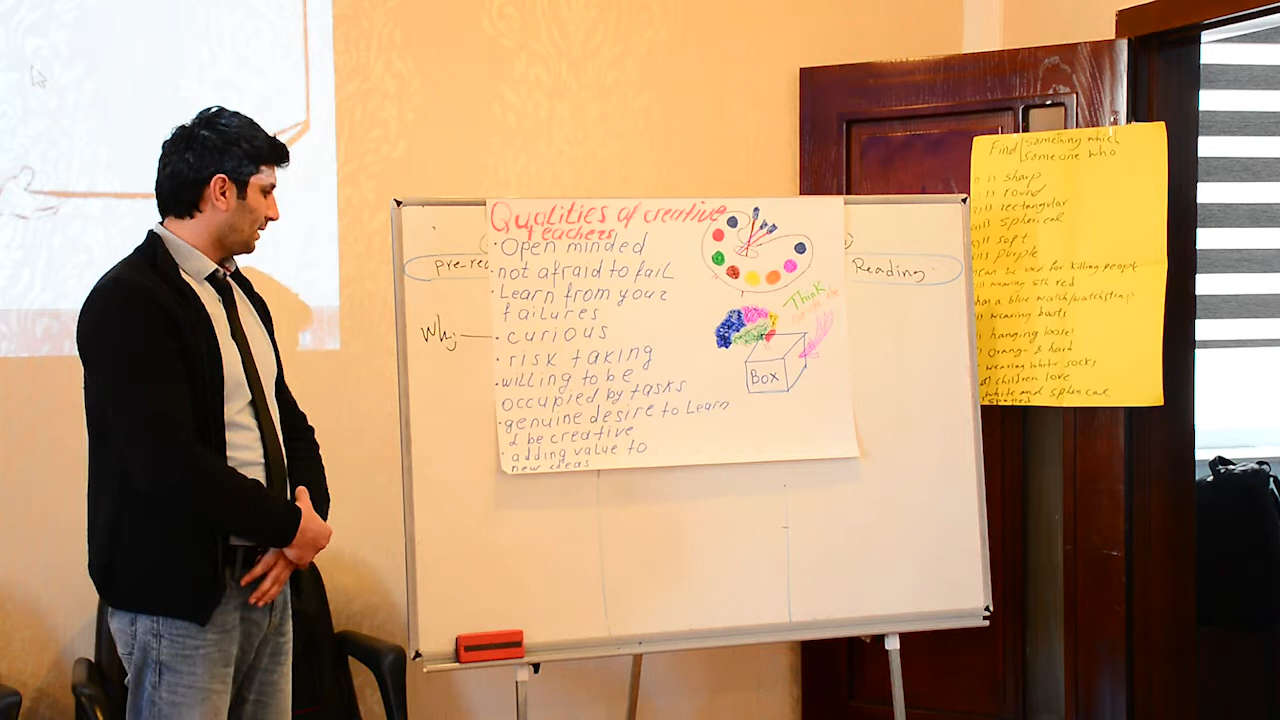 Qualities of creative
teachers
· Open minded
· not afraid to fail
· Learn from your
failures
· curious
· risk taking
· willing to be
occupied by tasks
· genuine desire to Learn
& be creative
· adding value to
new ideas
Think
Box
pre-rea
Why
Reading
Find something which
someone who
is sharp
is round
is rectangular
is spherical
is soft
is purple
can be used for killing people
is wearing sth red
has a blue watch/watchstrap
is wearing boots
hanging loose
orange & hard
wearing white socks
children love
white and spherical
spotted